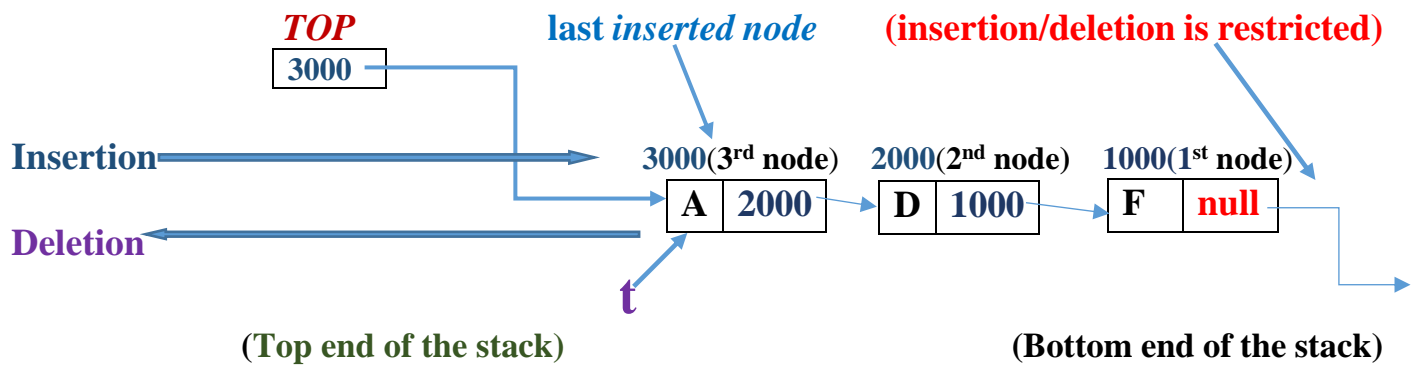 TOP
last inserted node
(insertion/deletion is restricted)
3000
Insertion
3000(3rd node)
2000(2nd node)
1000(1st node)
A 2000
D 1000
F null
Deletion
t
(Top end of the stack)
(Bottom end of the stack)